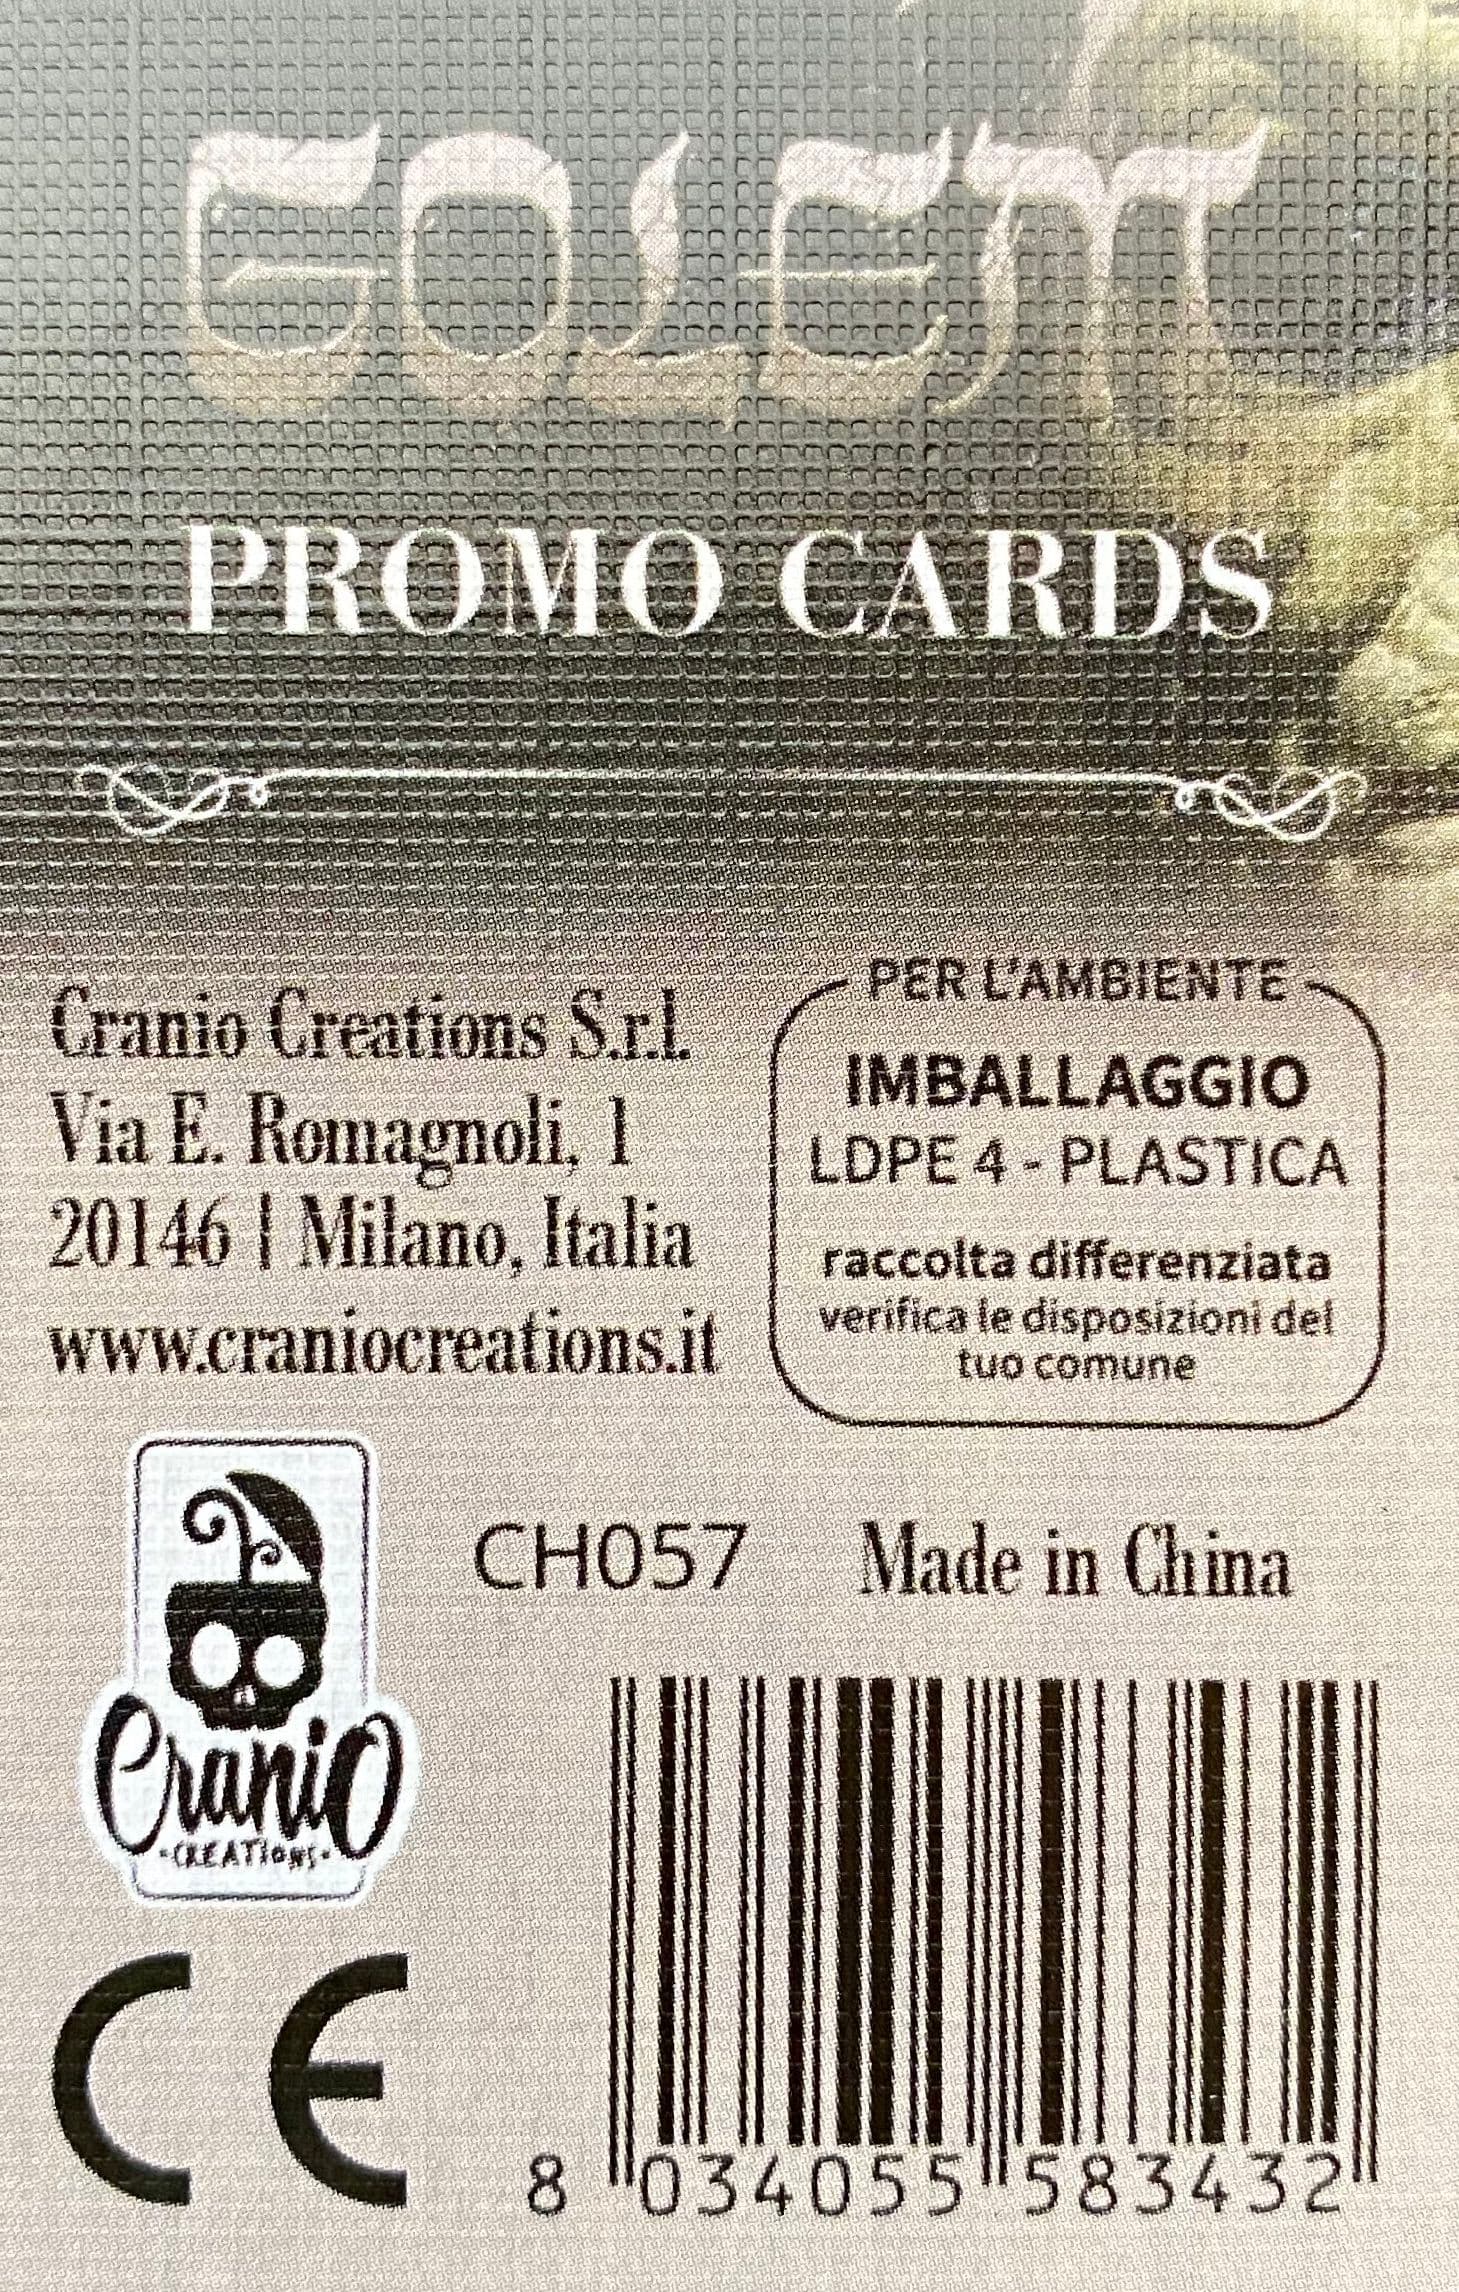 GOLEM
PROMO CARDS
Cranio Creations S.r.l.
Via E. Romagnoli, 1
20146 | Milano, Italia
www.craniocreations.it
PER L'AMBIENTE
IMBALLAGGIO
LDPE 4 - PLASTICA
raccolta differenziata
verifica le disposizioni del
tuo comune
CH057 Made in China
Cranio
·CREATIONS·
CE
8 034055 583432